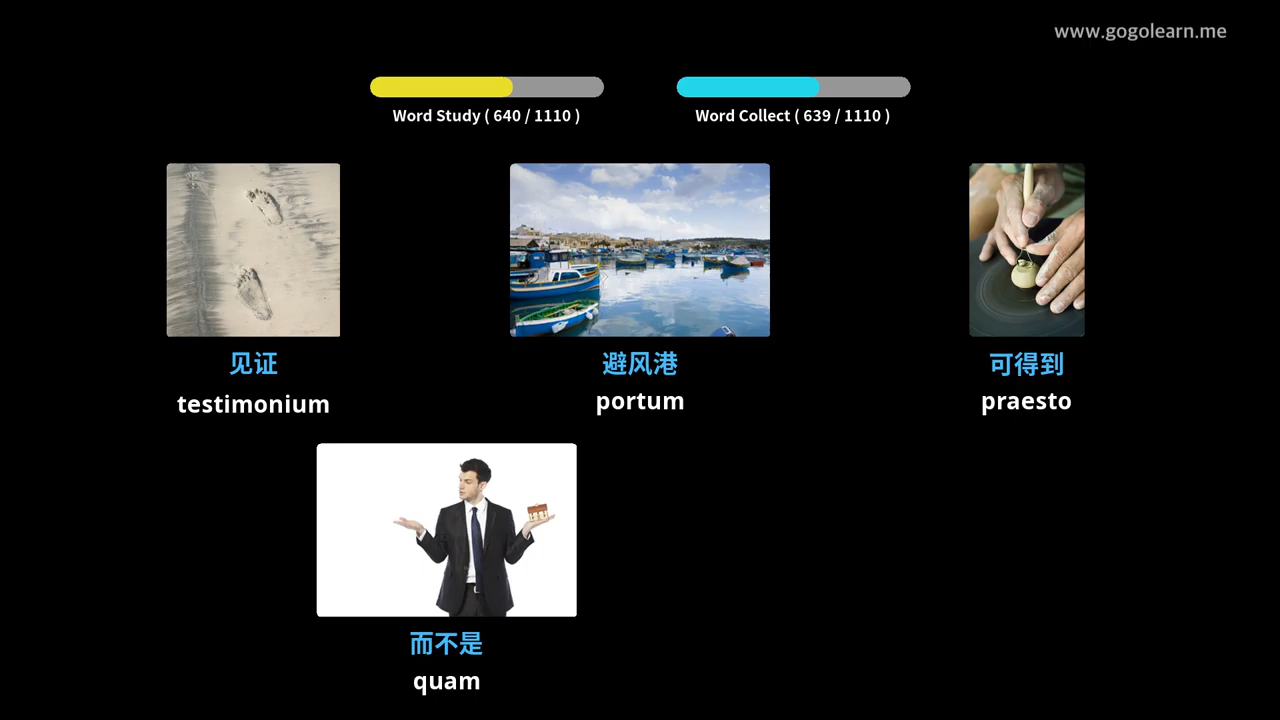 www.gogolearn.me
Word Study ( 640 / 1110 )
Word Collect ( 639 / 1110 )
见证
testimonium
避风港
portum
可得到
praesto
而不是
quam